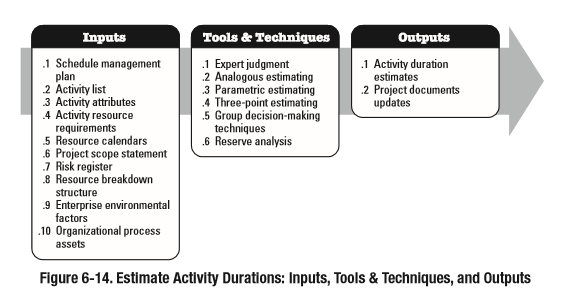 Inputs
.1 Schedule management
plan
.2 Activity list
.3 Activity attributes
.4 Activity resource
requirements
.5 Resource calendars
.6 Project scope statement
.7 Risk register
.8 Resource breakdown
structure
.9 Enterprise environmental
factors
.10 Organizational process
assets
Tools & Techniques
.1 Expert judgment
.2 Analogous estimating
.3 Parametric estimating
.4 Three-point estimating
.5 Group decision-making
techniques
.6 Reserve analysis
Outputs
.1 Activity duration
estimates
.2 Project documents
updates
Figure 6-14. Estimate Activity Durations: Inputs, Tools & Techniques, and Outputs